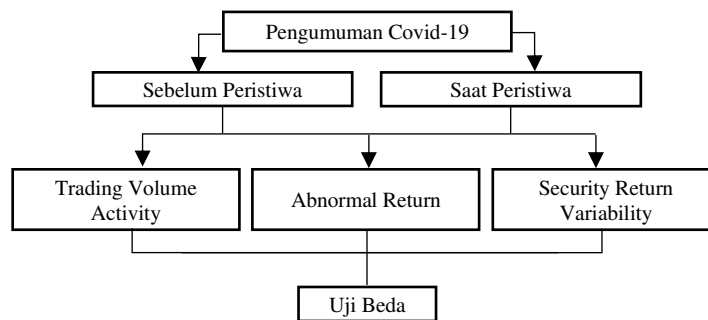 Pengumuman Covid-19
Sebelum Peristiwa
Saat Peristiwa
Trading Volume
Activity
Abnormal Return
Security Return
Variability
Uji Beda